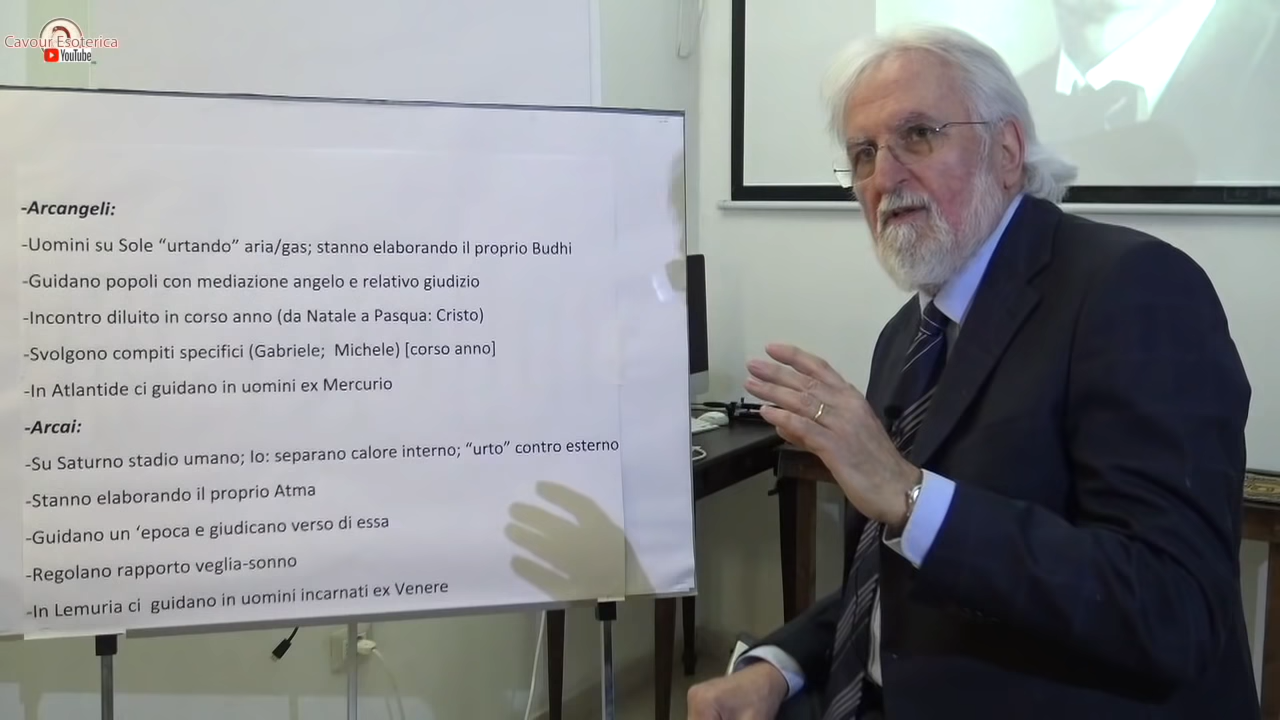 Cavour Esoterica
YouTube
-Arcangeli:
-Uomini su Sole “urtando” aria/gas; stanno elaborando il proprio Budhi
-Guidano popoli con mediazione angelo e relativo giudizio
-Incontro diluito in corso anno (da Natale a Pasqua: Cristo)
-Svolgono compiti specifici (Gabriele;  Michele) [corso anno]
-In Atlantide ci guidano in uomini ex Mercurio
-Arcai:
-Su Saturno stadio umano; Io: separano calore interno; “urto” contro esterno
-Stanno elaborando il proprio Atma
-Guidano un ‘epoca e giudicano verso di essa
-Regolano rapporto veglia-sonno
-In Lemuria ci  guidano in uomini incarnati ex Venere